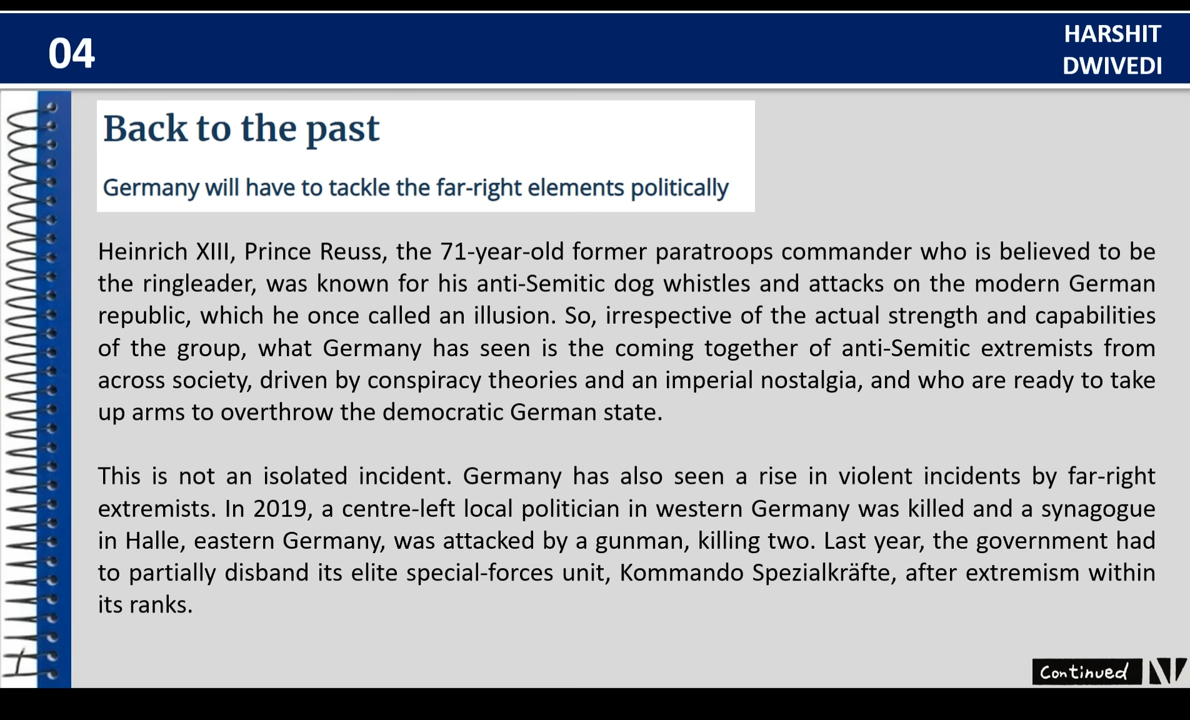 04
HARSHIT
DWIVEDI
Back to the past
Germany will have to tackle the far-right elements politically
Heinrich XIII, Prince Reuss, the 71-year-old former paratroops commander who is believed to be
the ringleader, was known for his anti-Semitic dog whistles and attacks on the modern German
republic, which he once called an illusion. So, irrespective of the actual strength and capabilities
of the group, what Germany has seen is the coming together of anti-Semitic extremists from
across society, driven by conspiracy theories and an imperial nostalgia, and who are ready to take
up arms to overthrow the democratic German state.
This is not an isolated incident. Germany has also seen a rise in violent incidents by far-right
extremists. In 2019, a centre-left local politician in western Germany was killed and a synagogue
in Halle, eastern Germany, was attacked by a gunman, killing two. Last year, the government had
to partially disband its elite special-forces unit, Kommando Spezialkräfte, after extremism within
its ranks.
Continued